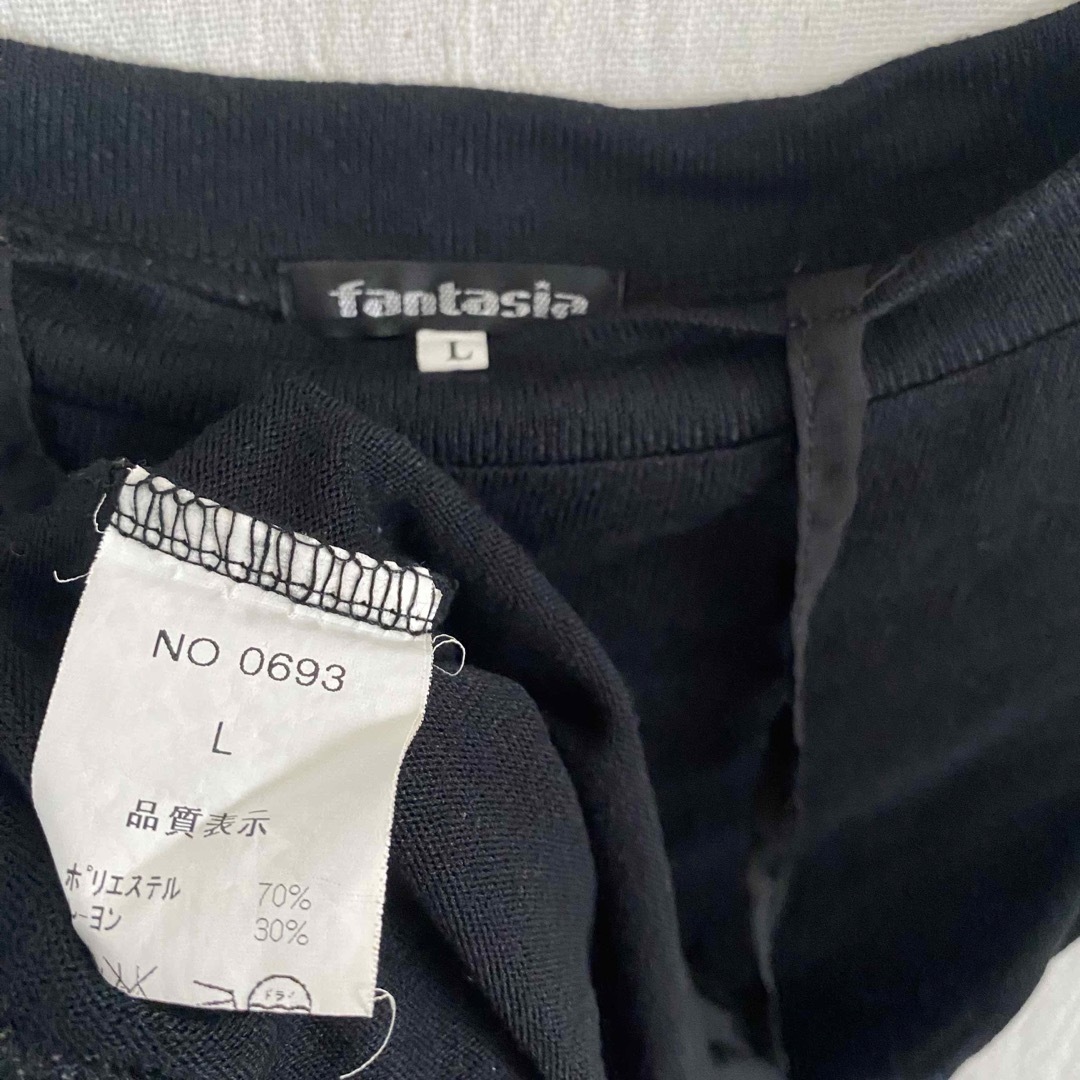 fantasia
L
NO 0693
L
品質表示
ポリエステル 70%
ーヨン 30%
ドライ